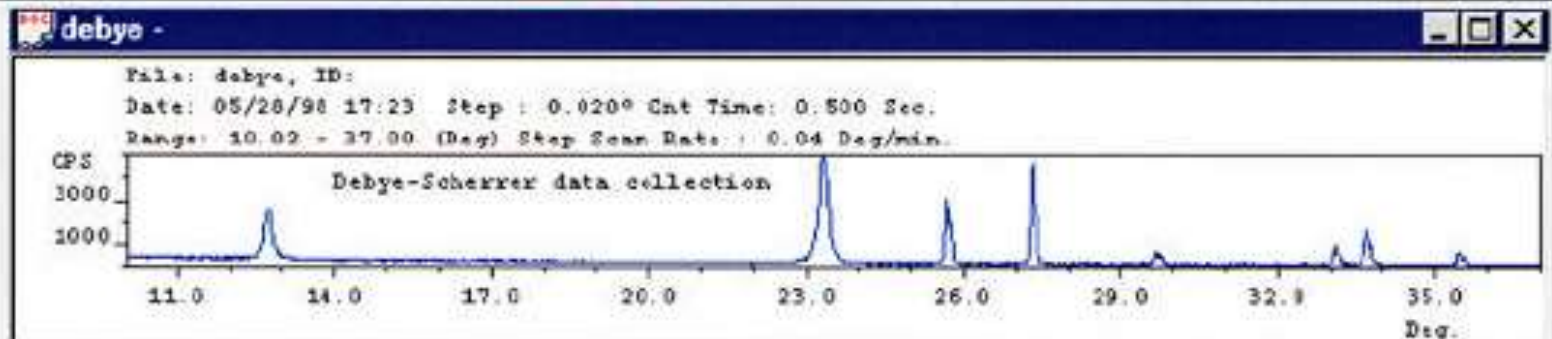 debye -
File: debye, ID:
Date: 05/28/98 17:23 Step : 0.020° Cnt Time: 0.500 Sec.
Range: 10.02 - 37.00 (Deg) Step Scan Rate : 0.04 Deg/min.
CPS
Debye-Scherrer data collection
3000
1000
11.0 14.0 17.0 20.0 23.0 26.0 29.0 32.0 35.0
Deg.